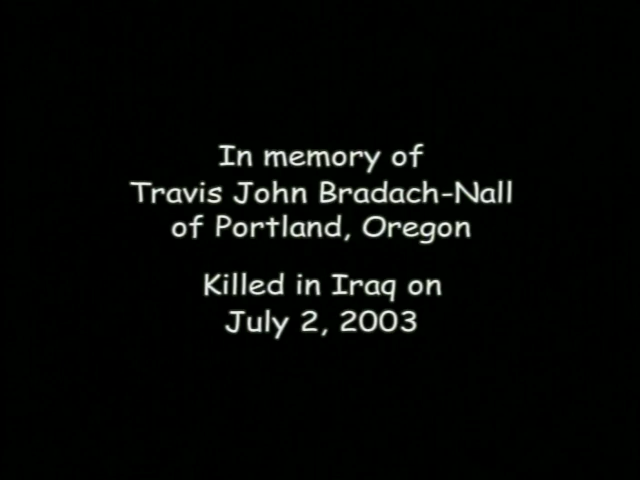 In memory of
Travis John Bradach-Nall
of Portland, Oregon
Killed in Iraq on
July 2, 2003